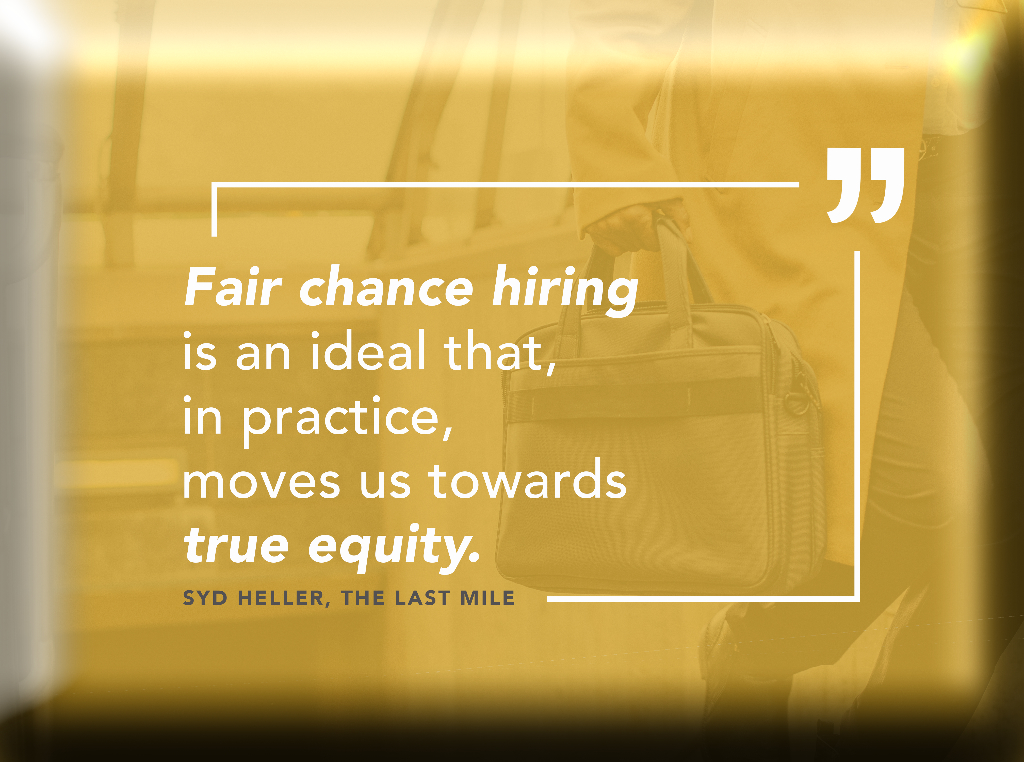 ”
Fair chance hiring
is an ideal that,
in practice,
moves us towards
true equity.
SYD HELLER, THE LAST MILE